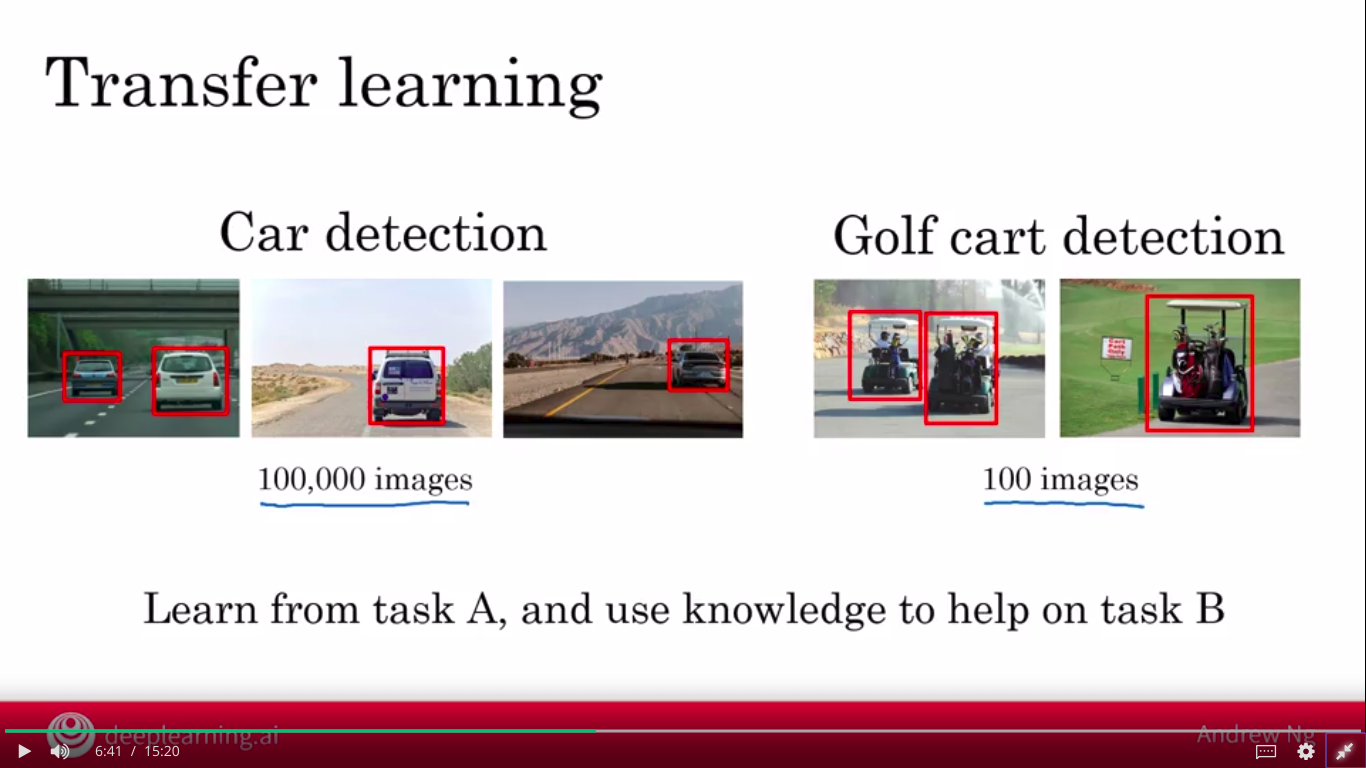 Transfer learning
Car detection
Golf cart detection
100,000 images
100 images
Learn from task A, and use knowledge to help on task B
deeplearning.ai
Andrew Ng
6:41 / 15:20